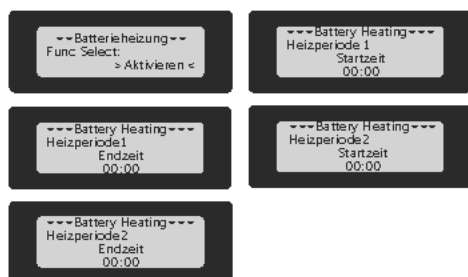 ---Batterieheizung---
Func Select:
> Aktivieren <
---Battery Heating---
Heizperiode 1
Startzeit
00:00
---Battery Heating---
Heizperiode1
Endzeit
00:00
---Battery Heating---
Heizperiode2
Startzeit
00:00
---Battery Heating---
Heizperiode2
Endzeit
00:00